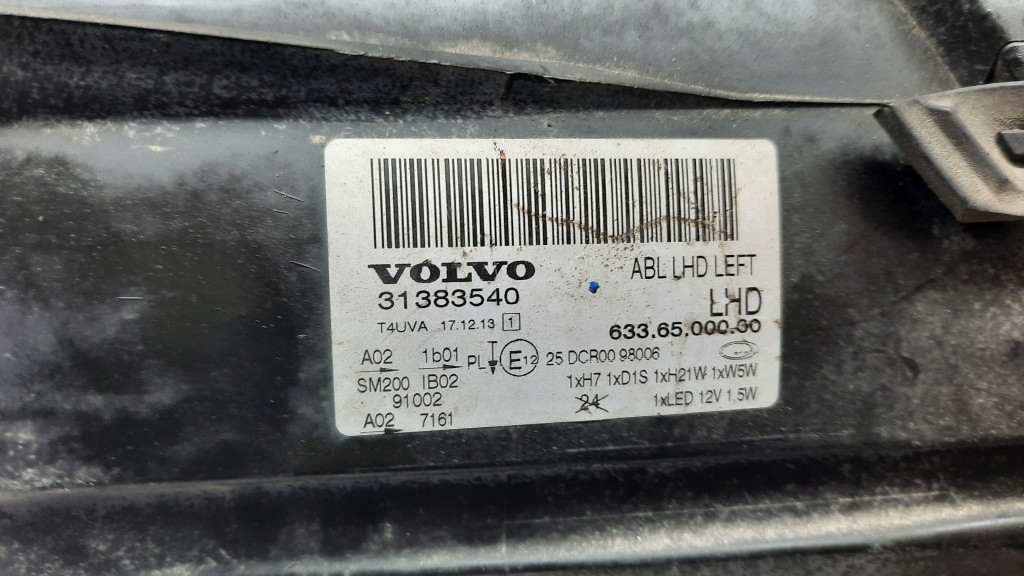 VOLVO ABL LHD LEFT
31383540 LHD
T4UVA 17.12.13 1 633.65.000.00
A02 1b01 PL E12 25 DCR00 98006
SM200 IB02 1xH7 1xD1S 1xH21W 1xW5W
91002 24 1xLED 12V 1,5W
A02 7161